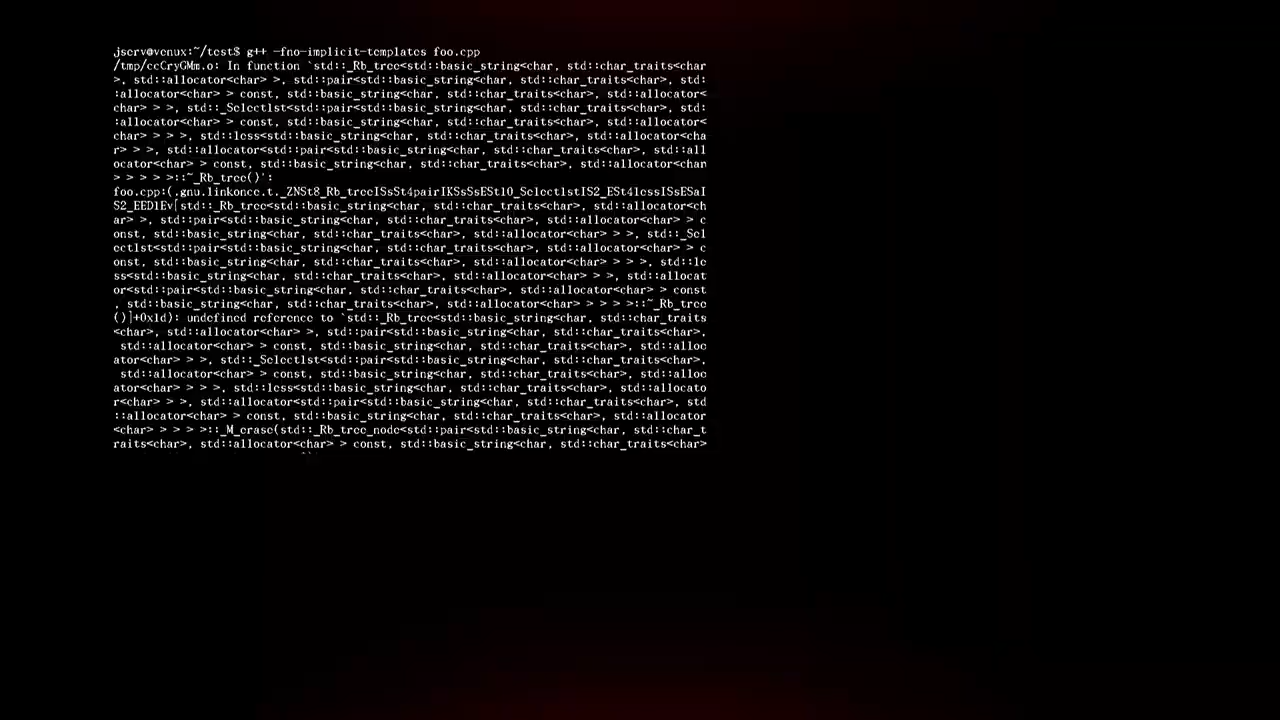 jserv@venux:~/test$ g++ -fno-implicit-templates foo.cpp
/tmp/ccCryGMm.o: In function `std::_Rb_tree<std::basic_string<char, std::char_traits<char
>, std::allocator<char> >, std::pair<std::basic_string<char, std::char_traits<char>, std:
:allocator<char> > const, std::basic_string<char, std::char_traits<char>, std::allocator<
char> > >, std::_Select1st<std::pair<std::basic_string<char, std::char_traits<char>, std:
:allocator<char> > const, std::basic_string<char, std::char_traits<char>, std::allocator<
char> > > >, std::less<std::basic_string<char, std::char_traits<char>, std::allocator<cha
r> > >, std::allocator<std::pair<std::basic_string<char, std::char_traits<char>, std::all
ocator<char> > const, std::basic_string<char, std::char_traits<char>, std::allocator<char
> > > > >::~_Rb_tree()':
foo.cpp:(.gnu.linkonce.t._ZNSt8_Rb_treeISsSt4pairIKSsSsESt10_Select1stIS2_ESt4lessISsESaI
S2_EED1Ev[std::_Rb_tree<std::basic_string<char, std::char_traits<char>, std::allocator<ch
ar> >, std::pair<std::basic_string<char, std::char_traits<char>, std::allocator<char> > c
onst, std::basic_string<char, std::char_traits<char>, std::allocator<char> > >, std::_Sel
ect1st<std::pair<std::basic_string<char, std::char_traits<char>, std::allocator<char> > c
onst, std::basic_string<char, std::char_traits<char>, std::allocator<char> > > >, std::le
ss<std::basic_string<char, std::char_traits<char>, std::allocator<char> > >, std::allocat
or<std::pair<std::basic_string<char, std::char_traits<char>, std::allocator<char> > const
, std::basic_string<char, std::char_traits<char>, std::allocator<char> > > > >::~_Rb_tree
()]+0x1d): undefined reference to `std::_Rb_tree<std::basic_string<char, std::char_traits
<char>, std::allocator<char> >, std::pair<std::basic_string<char, std::char_traits<char>,
 std::allocator<char> > const, std::basic_string<char, std::char_traits<char>, std::alloc
ator<char> > >, std::_Select1st<std::pair<std::basic_string<char, std::char_traits<char>,
 std::allocator<char> > const, std::basic_string<char, std::char_traits<char>, std::alloc
ator<char> > > >, std::less<std::basic_string<char, std::char_traits<char>, std::allocato
r<char> > >, std::allocator<std::pair<std::basic_string<char, std::char_traits<char>, std
::allocator<char> > const, std::basic_string<char, std::char_traits<char>, std::allocator
<char> > > > >::_M_erase(std::_Rb_tree_node<std::pair<std::basic_string<char, std::char_t
raits<char>, std::allocator<char> > const, std::basic_string<char, std::char_traits<char>